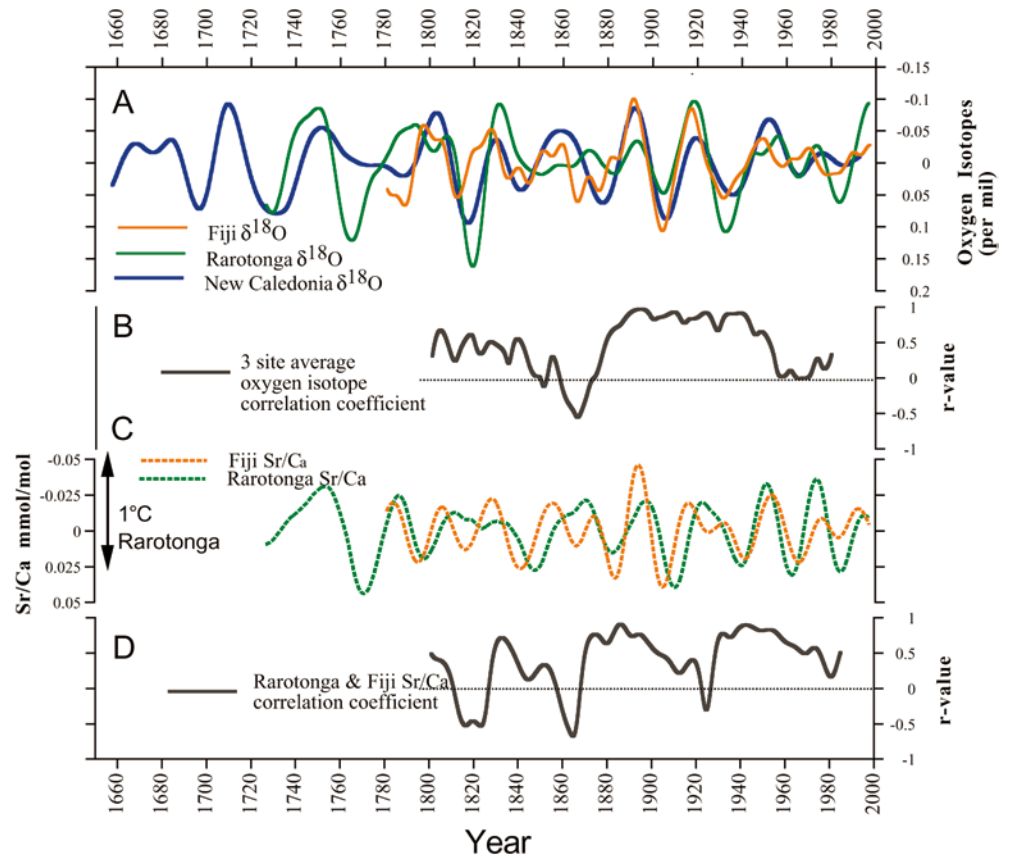 1660 1680 1700 1720 1740 1760 1780 1800 1820 1840 1860 1880 1900 1920 1940 1960 1980 2000
A
-0.15
-0.1
-0.05
0
0.05
0.1
0.15
0.2
Oxygen Isotopes
(per mil)
Fiji δ18O
Rarotonga δ18O
New Caledonia δ18O
B
1
0.5
0
-0.5
-1
r-value
3 site average
oxygen isotope
correlation coefficient
C
Fiji Sr/Ca
Rarotonga Sr/Ca
Sr/Ca mmol/mol
-0.05
-0.025
0
0.025
0.05
1°C
Rarotonga
D
1
0.5
0
-0.5
-1
r-value
Rarotonga & Fiji Sr/Ca
correlation coefficient
1660 1680 1700 1720 1740 1760 1780 1800 1820 1840 1860 1880 1900 1920 1940 1960 1980 2000
Year